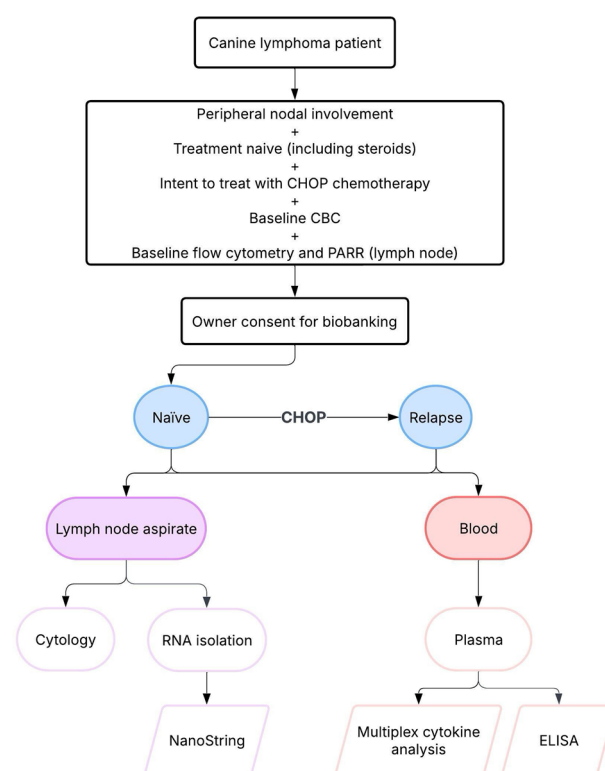 Canine lymphoma patient
Peripheral nodal involvement
+
Treatment naive (including steroids)
+
Intent to treat with CHOP chemotherapy
+
Baseline CBC
+
Baseline flow cytometry and PARR (lymph node)
Owner consent for biobanking
Naïve
CHOP
Relapse
Lymph node aspirate
Blood
Cytology
RNA isolation
Plasma
NanoString
Multiplex cytokine
analysis
ELISA